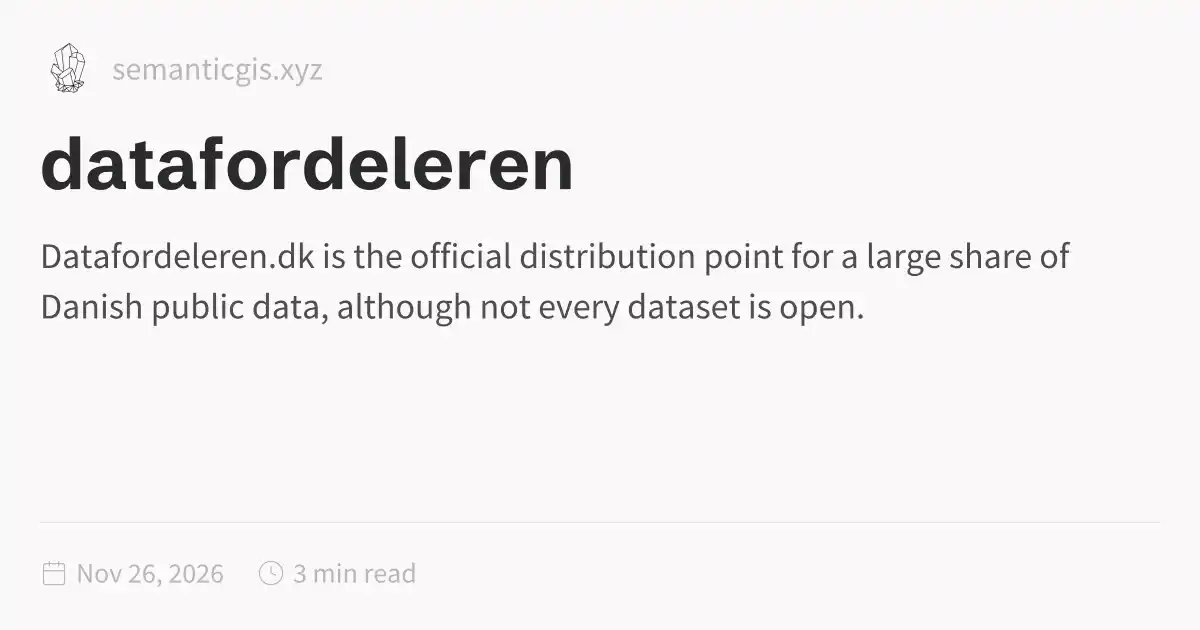 semanticgis.xyz
datafordeleren
Datafordeleren.dk is the official distribution point for a large share of
Danish public data, although not every dataset is open.
Nov 26, 2026 3 min read